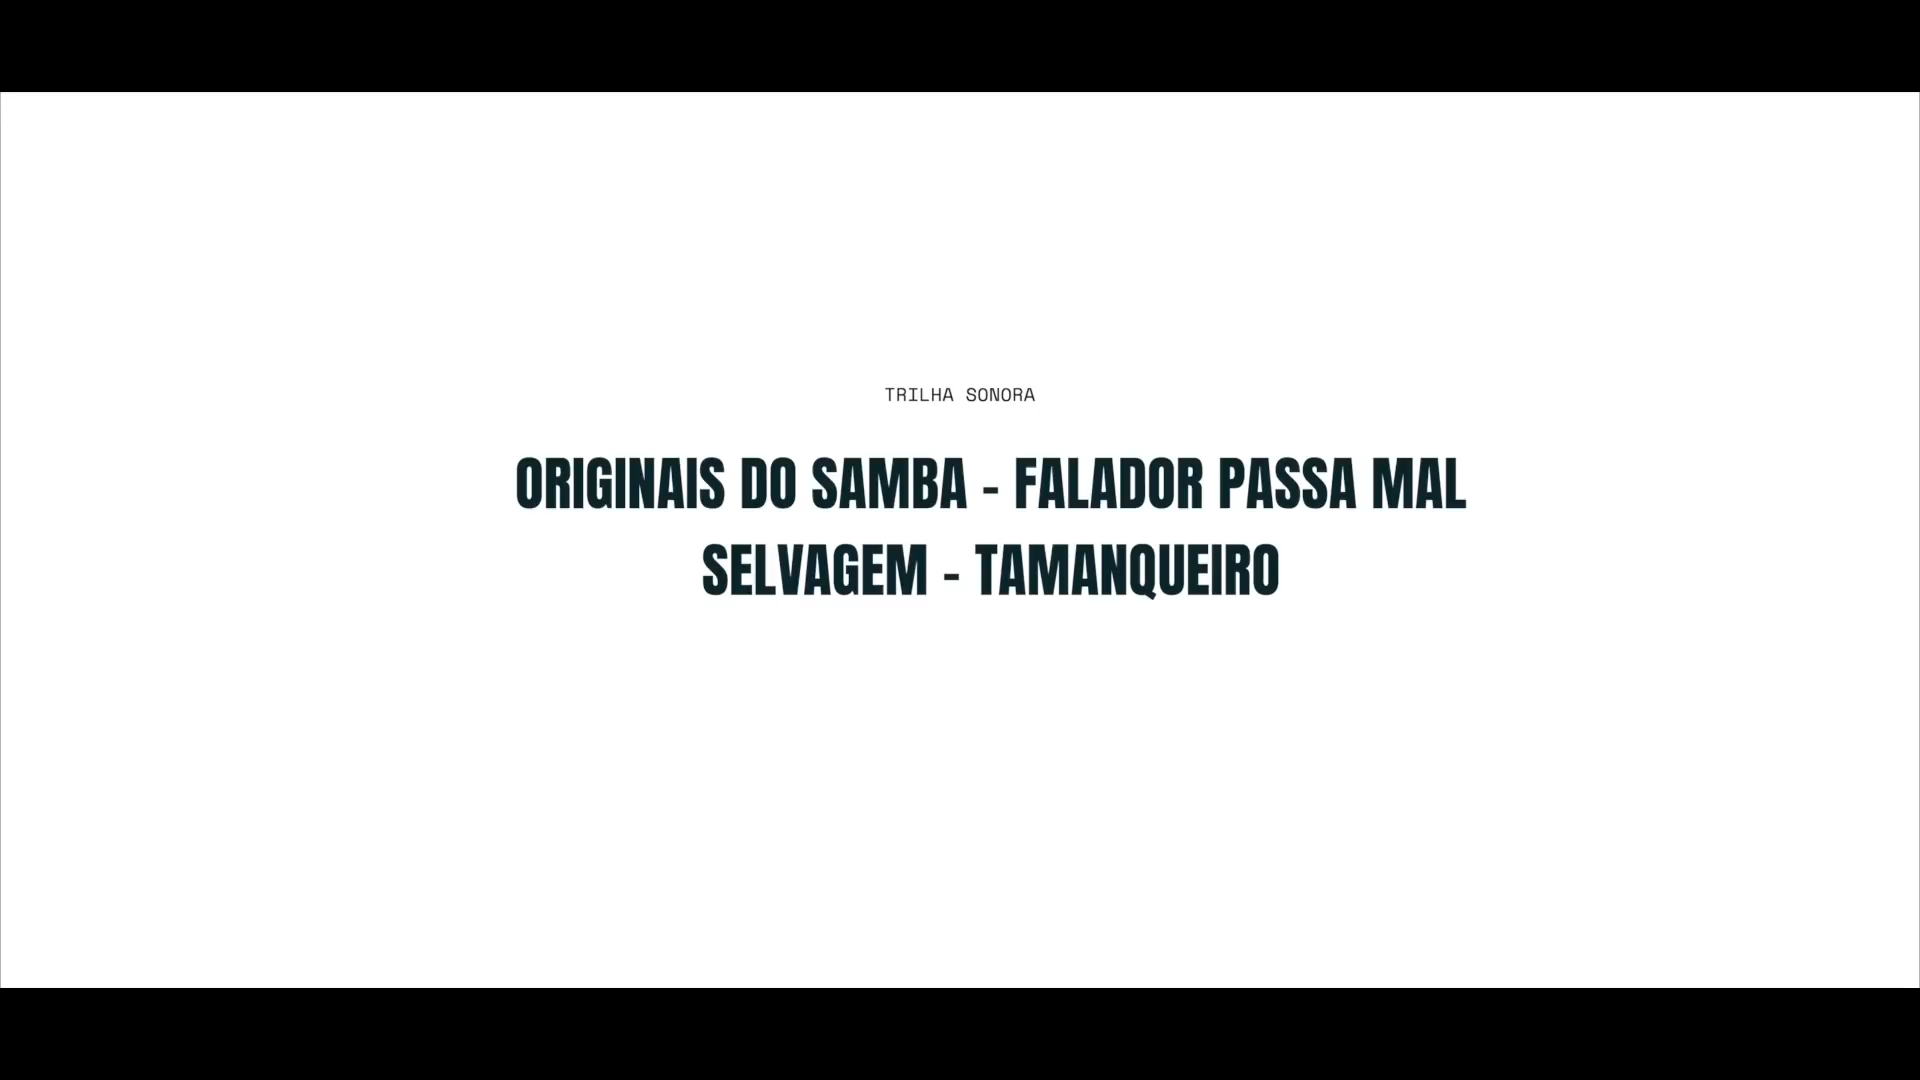 TRILHA SONORA
ORIGINAIS DO SAMBA - FALADOR PASSA MAL
SELVAGEM - TAMANQUEIRO